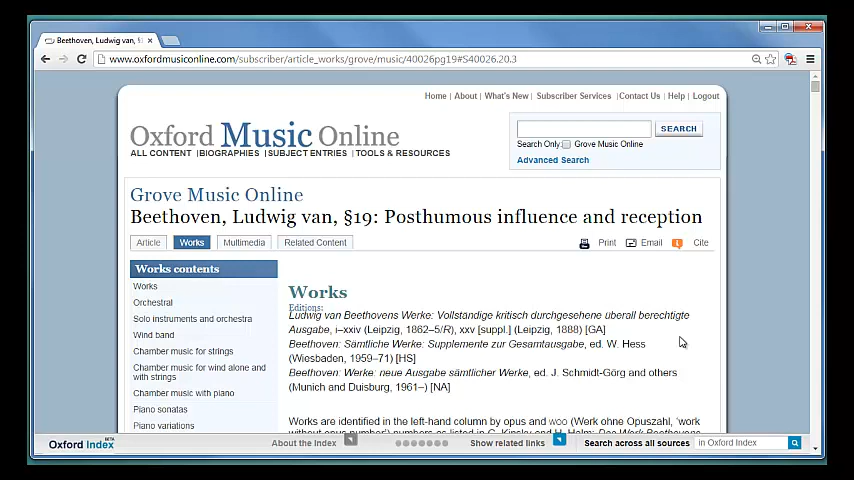 Beethoven, Ludwig van,
www.oxfordmusiconline.com/subscriber/article_works/grove/music/40026pg19#S40026.20.3
Home | About | What's New | Subscriber Services | Contact Us | Help | Logout
Oxford Music Online
ALL CONTENT | BIOGRAPHIES | SUBJECT ENTRIES | TOOLS & RESOURCES
SEARCH
Search Only: Grove Music Online
Advanced Search
Grove Music Online
Beethoven, Ludwig van, §19: Posthumous influence and reception
Article Works Multimedia Related Content Print Email Cite
Works contents
Works
Orchestral
Solo instruments and orchestra
Wind band
Chamber music for strings
Chamber music for wind alone and
with strings
Chamber music with piano
Piano sonatas
Piano variations
Works
Editions:
Ludwig van Beethovens Werke: Vollständige kritisch durchgesehene überall berechtigte
Ausgabe, i–xxiv (Leipzig, 1862–5/R), xxv [suppl.] (Leipzig, 1888) [GA]
Beethoven: Sämtliche Werke: Supplemente zur Gesamtausgabe, ed. W. Hess
(Wiesbaden, 1959–71) [HS]
Beethoven: Werke: neue Ausgabe sämtlicher Werke, ed. J. Schmidt-Görg and others
(Munich and Duisburg, 1961–) [NA]
Works are identified in the left-hand column by opus and woo (Werk ohne Opuszahl, 'work
Oxford Index BETA
About the Index
Show related links
Search across all sources
in Oxford Index